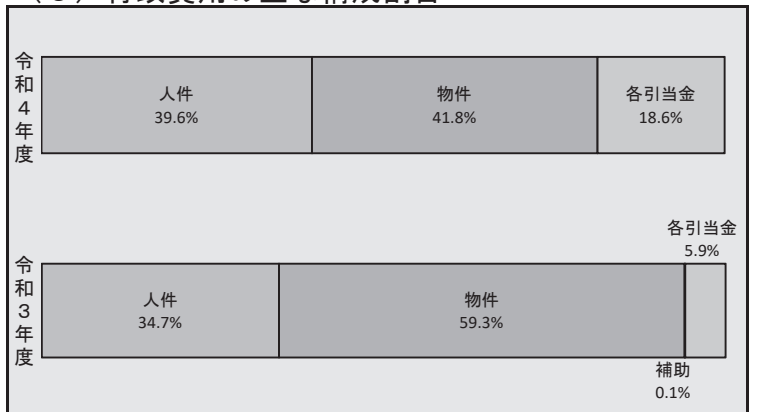 令和4年度
人件
39.6%
物件
41.8%
各引当金
18.6%
令和3年度
人件
34.7%
物件
59.3%
各引当金
5.9%
補助
0.1%